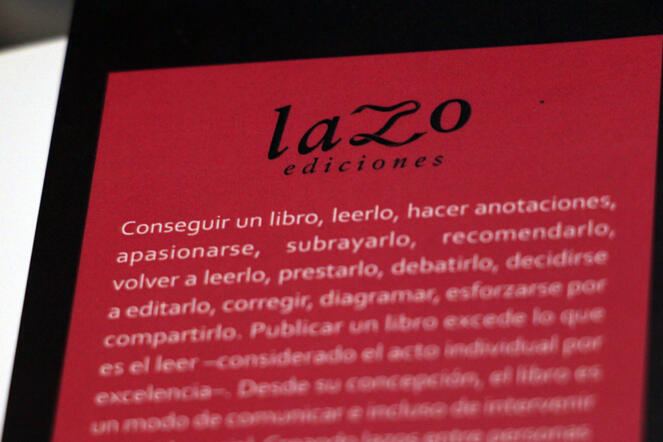 lazo
ediciones
Conseguir un libro, leerlo, hacer anotaciones,
apasionarse, subrayarlo, recomendarlo,
volver a leerlo, prestarlo, debatirlo, decidirse
a editarlo, corregir, diagramar, esforzarse por
compartirlo. Publicar un libro excede lo que
es el leer –considerado el acto individual por
excelencia–. Desde su concepción, el libro es
un modo de comunicar e incluso de intervenir